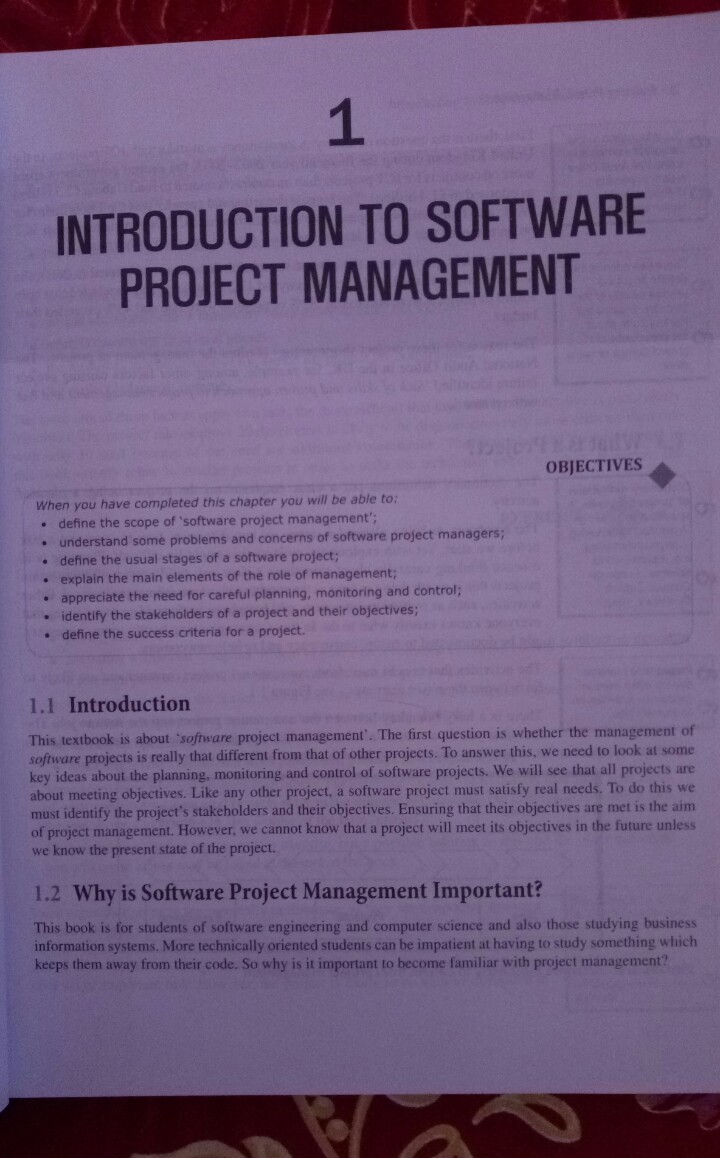 1
INTRODUCTION TO SOFTWARE
PROJECT MANAGEMENT
OBJECTIVES
When you have completed this chapter you will be able to:
• define the scope of 'software project management';
• understand some problems and concerns of software project managers;
• define the usual stages of a software project;
• explain the main elements of the role of management;
• appreciate the need for careful planning, monitoring and control;
• identify the stakeholders of a project and their objectives;
• define the success criteria for a project.
1.1 Introduction
This textbook is about 'software project management'. The first question is whether the management of
software projects is really that different from that of other projects. To answer this, we need to look at some
key ideas about the planning, monitoring and control of software projects. We will see that all projects are
about meeting objectives. Like any other project, a software project must satisfy real needs. To do this we
must identify the project's stakeholders and their objectives. Ensuring that their objectives are met is the aim
of project management. However, we cannot know that a project will meet its objectives in the future unless
we know the present state of the project.
1.2 Why is Software Project Management Important?
This book is for students of software engineering and computer science and also those studying business
information systems. More technically oriented students can be impatient at having to study something which
keeps them away from their code. So why is it important to become familiar with project management?